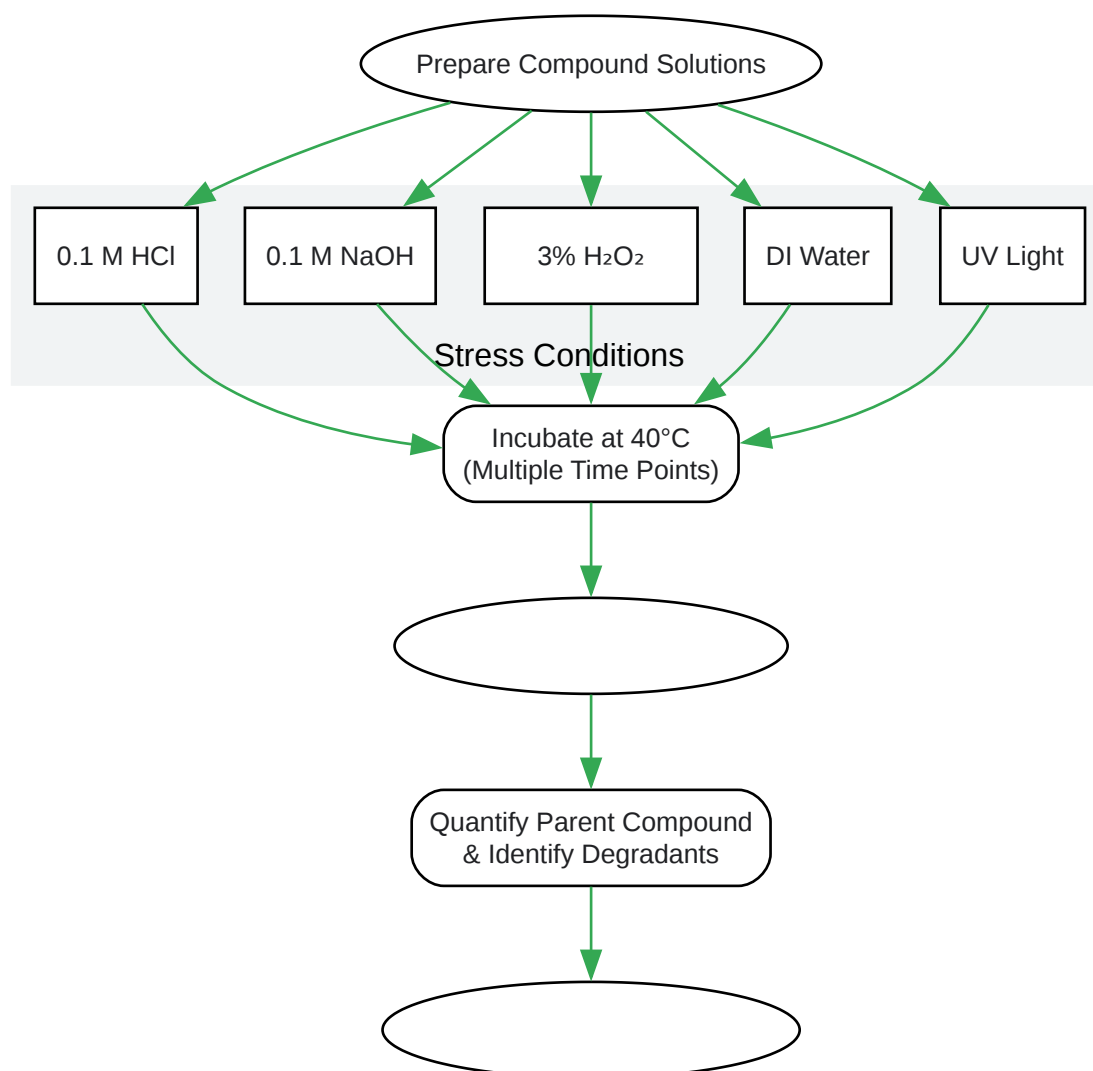 Prepare Compound Solutions
0.1 M HCl
0.1 M NaOH
3% H₂O₂
DI Water
UV Light
Stress Conditions
Incubate at 40°C
(Multiple Time Points)
Quantify Parent Compound
& Identify Degradants